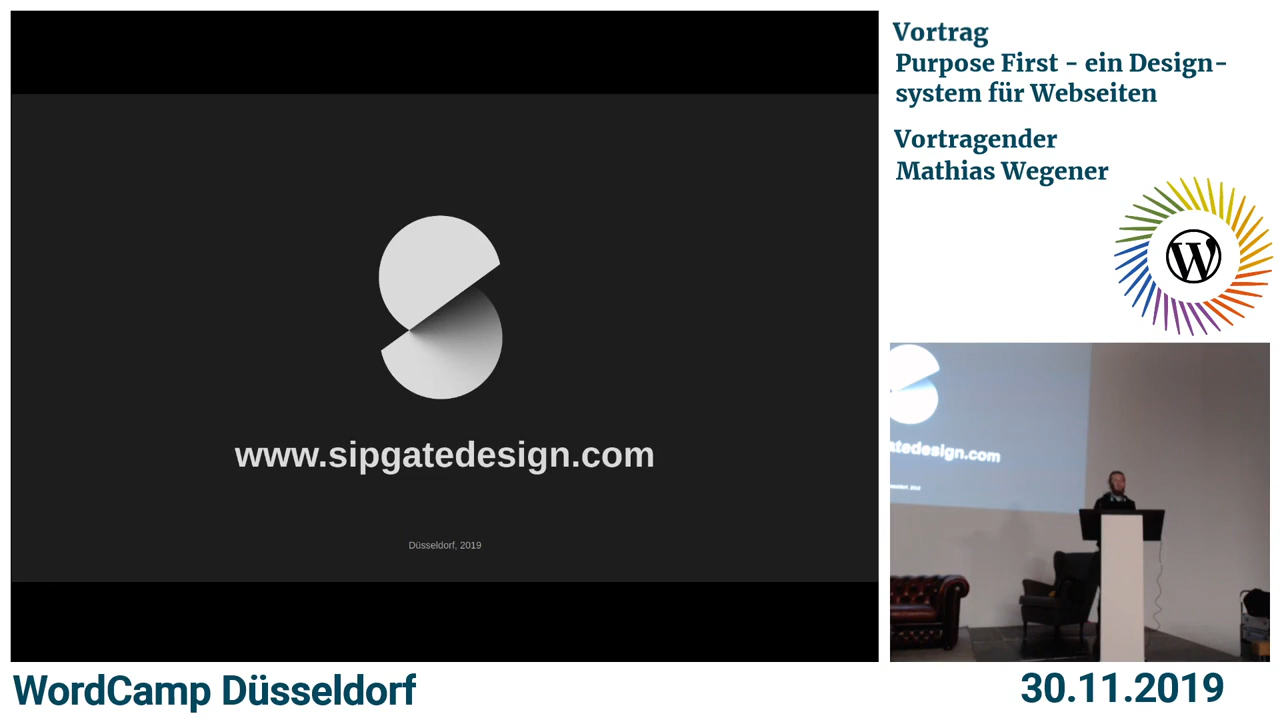 www.sipgatedesign.com
Düsseldorf, 2019
Vortrag
Purpose First - ein Design-
system für Webseiten
Vortragender
Mathias Wegener
W
atedesign.com
WordCamp Düsseldorf
30.11.2019